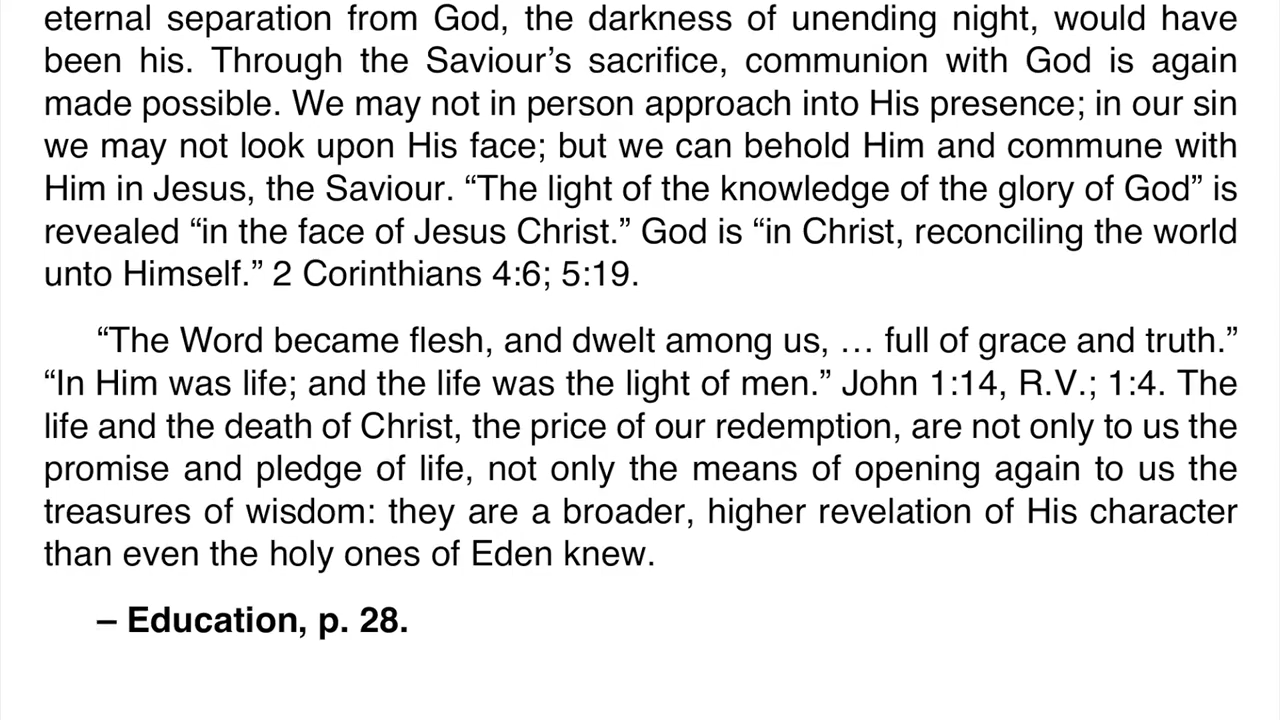 eternal separation from God, the darkness of unending night, would have
been his. Through the Saviour’s sacrifice, communion with God is again
made possible. We may not in person approach into His presence; in our sin
we may not look upon His face; but we can behold Him and commune with
Him in Jesus, the Saviour. “The light of the knowledge of the glory of God” is
revealed “in the face of Jesus Christ.” God is “in Christ, reconciling the world
unto Himself.” 2 Corinthians 4:6; 5:19.
“The Word became flesh, and dwelt among us, … full of grace and truth.”
“In Him was life; and the life was the light of men.” John 1:14, R.V.; 1:4. The
life and the death of Christ, the price of our redemption, are not only to us the
promise and pledge of life, not only the means of opening again to us the
treasures of wisdom: they are a broader, higher revelation of His character
than even the holy ones of Eden knew.
– Education, p. 28.